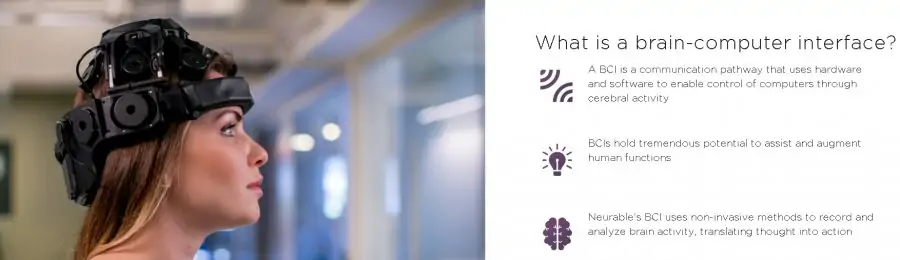 What is a brain-computer interface?
A BCI is a communication pathway that uses hardware
and software to enable control of computers through
cerebral activity
BCIs hold tremendous potential to assist and augment
human functions
Neurable's BCI uses non-invasive methods to record and
analyze brain activity, translating thought into action